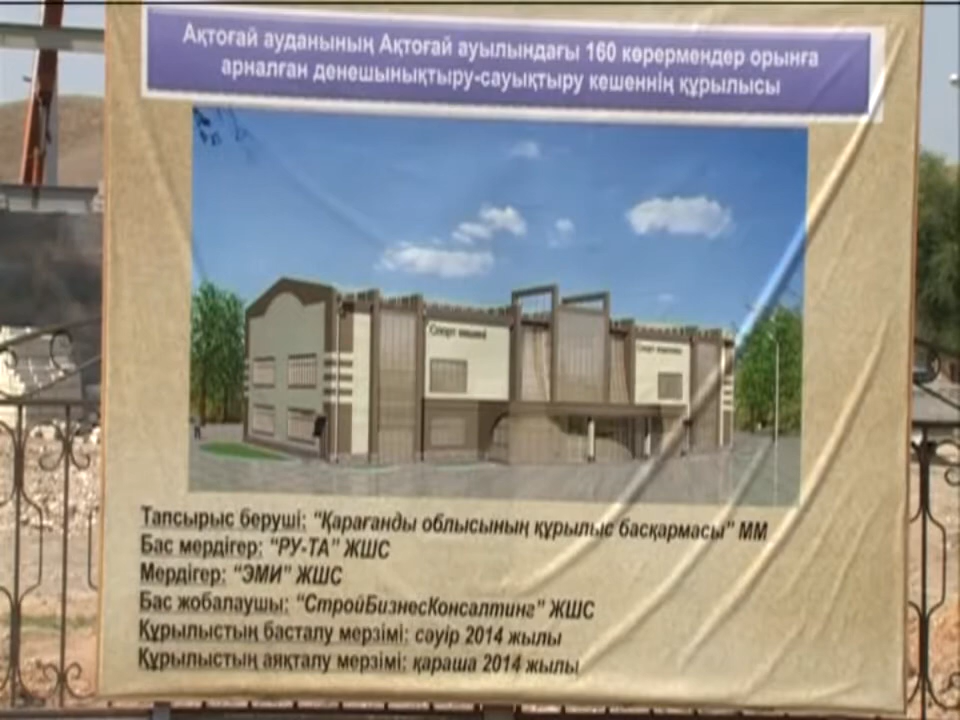 Ақтоғай ауданының Ақтоғай ауылындағы 160 көрермендер орынға
арналған денешынықтыру-сауықтыру кешеннің құрылысы
Спорт
Спорт
Тапсырыс беруші: “Қарағанды облысының құрылыс басқармасы” ММ
Бас мердігер: “РУ-ТА” ЖШС
Мердігер: “ЭМИ” ЖШС
Бас жобалаушы: “СтройБизнесКонсалтинг” ЖШС
Құрылыстың басталу мерзімі: сәуір 2014 жылы
Құрылыстың аяқталу мерзімі: қараша 2014 жылы